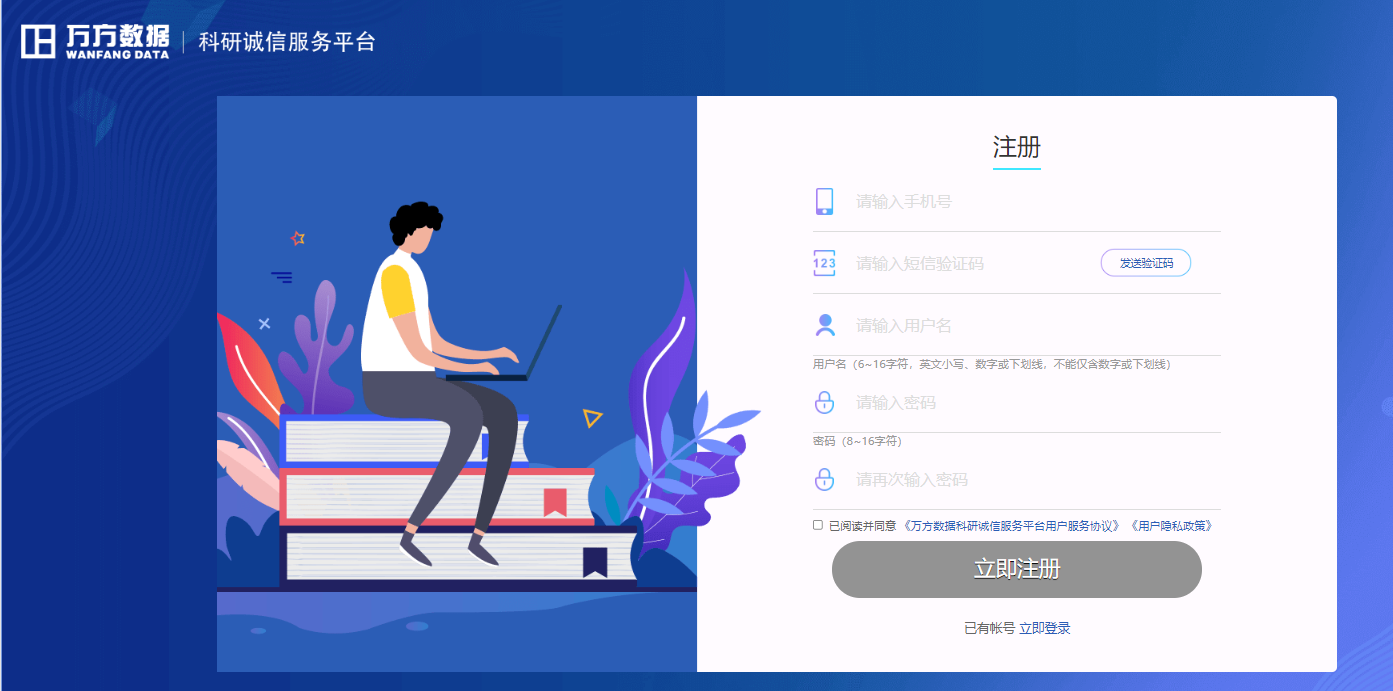 万方数据
WANFANG DATA
科研诚信服务平台
注册
请输入手机号
123
请输入短信验证码
发送验证码
请输入用户名
用户名（6~16字符，英文小写、数字或下划线，不能仅含数字或下划线）
请输入密码
密码（8~16字符）
请再次输入密码
已阅读并同意 《万方数据科研诚信服务平台用户服务协议》 《用户隐私政策》
立即注册
已有帐号 立即登录